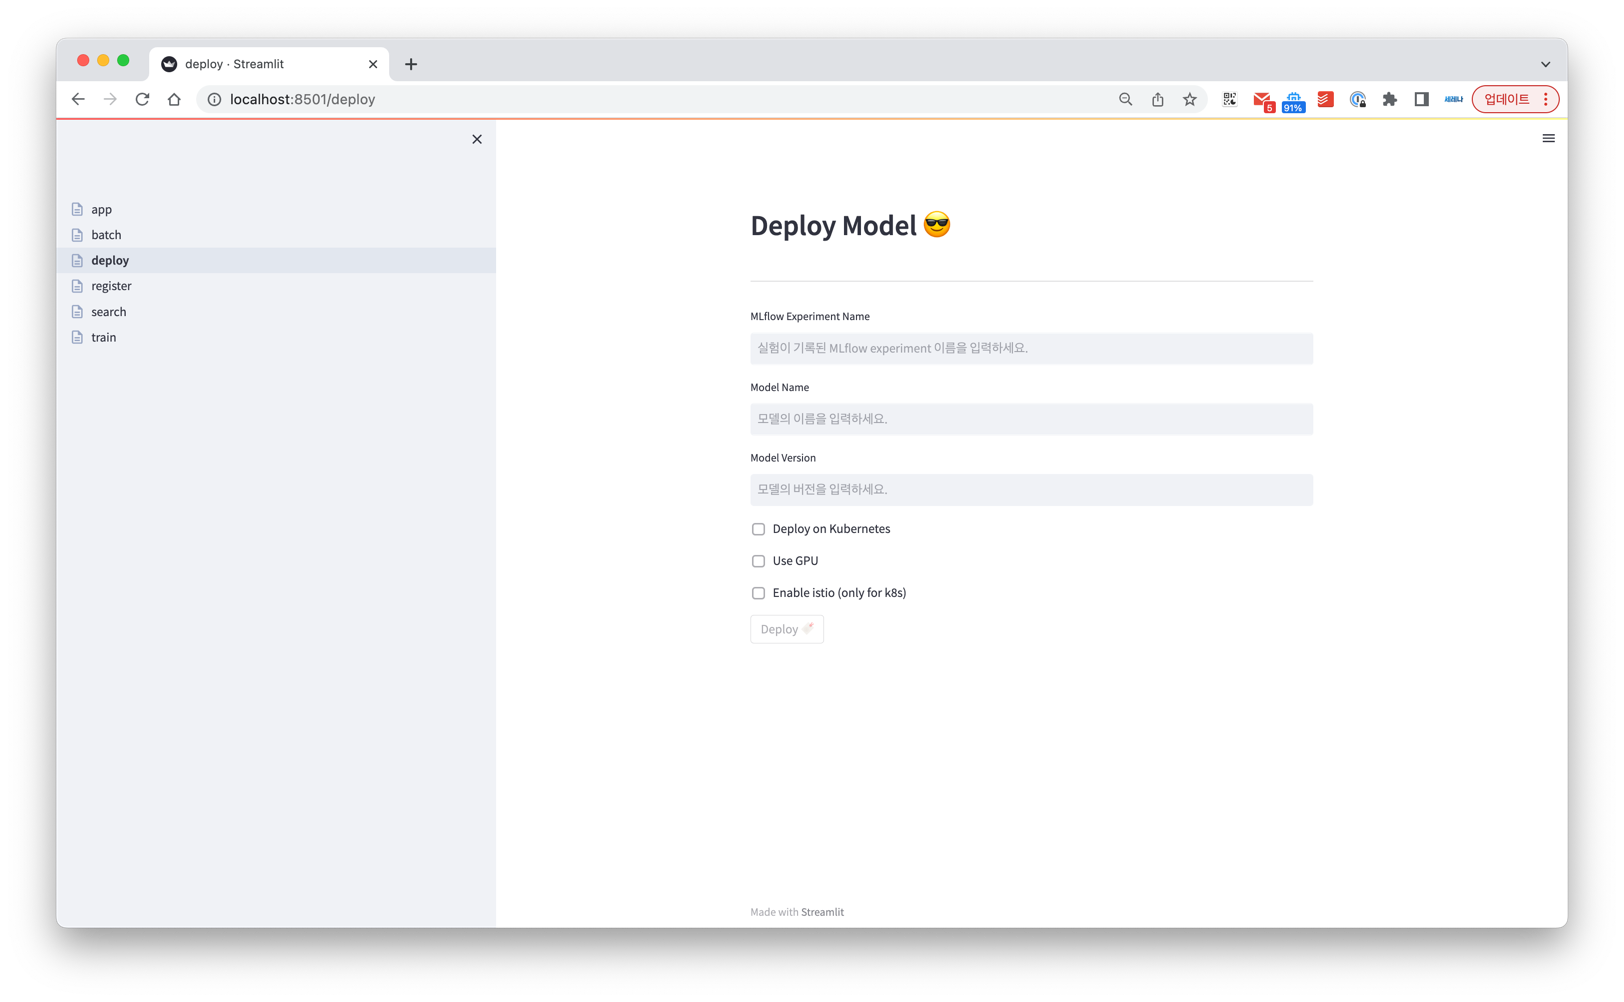 deploy · Streamlit
localhost:8501/deploy
5
91%
업데이트
app
batch
deploy
register
search
train
Deploy Model 😎
MLflow Experiment Name
실험이 기록된 MLflow experiment 이름을 입력하세요.
Model Name
모델의 이름을 입력하세요.
Model Version
모델의 버전을 입력하세요.
Deploy on Kubernetes
Use GPU
Enable istio (only for k8s)
Deploy 🚀
Made with Streamlit